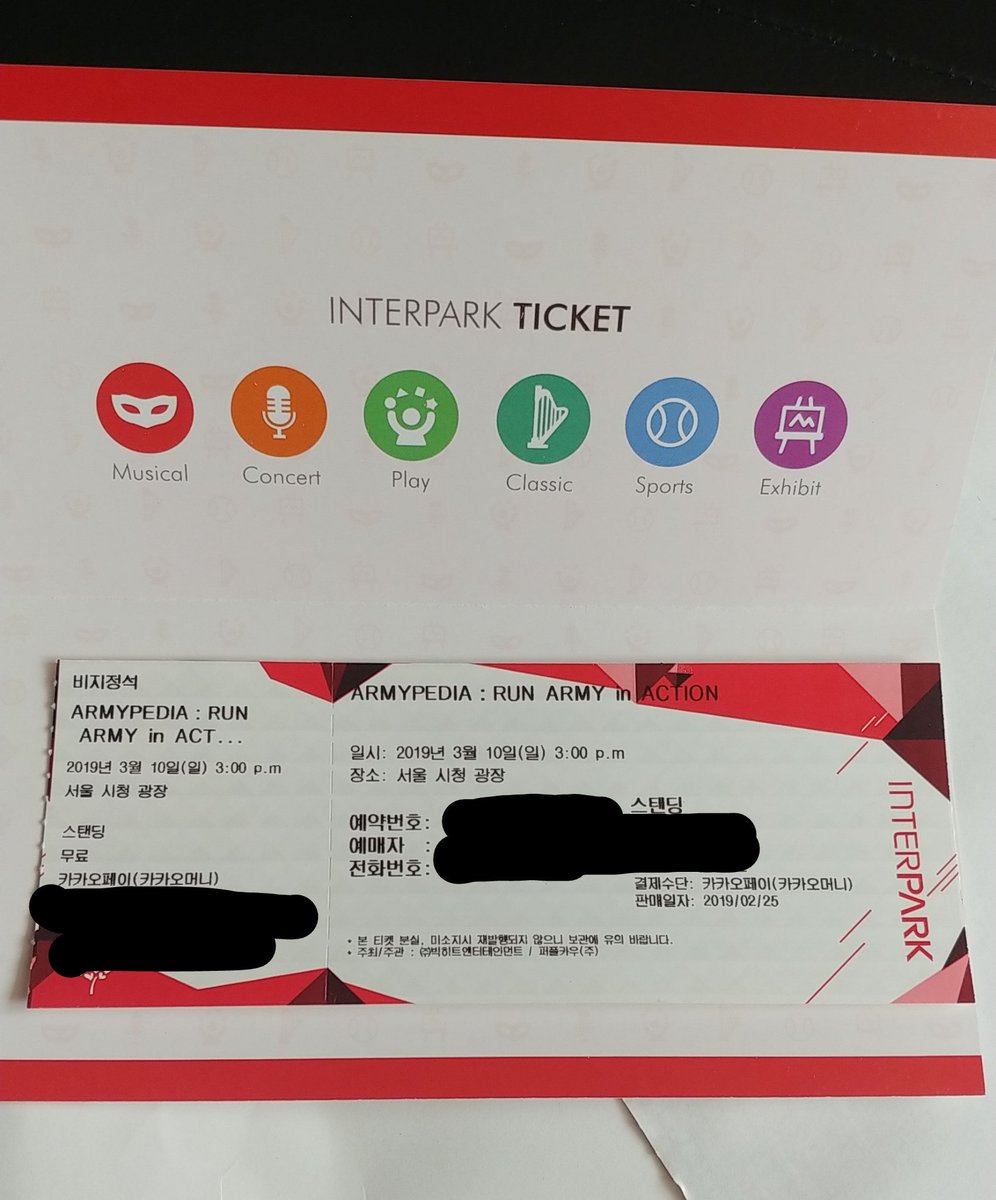 INTERPARK TICKET
Musical
Concert
Play
Classic
Sports
Exhibit
비지정석
ARMYPEDIA : RUN
ARMY in ACT...
2019년 3월 10일(일) 3:00 p.m
서울 시청 광장
스탠딩
무료
카카오페이(카카오머니)
ARMYPEDIA : RUN ARMY in ACTION
일시: 2019년 3월 10일(일) 3:00 p.m
장소: 서울 시청 광장
스탠딩
예약번호:
예매자 :
전화번호:
결제수단: 카카오페이(카카오머니)
판매일자: 2019/02/25
• 본 티켓 분실, 미소지시 재발행되지 않으니 보관에 유의 바랍니다.
• 주최/주관 : ㈜빅히트엔터테인먼트 / 퍼플카우(주)
INTERPARK